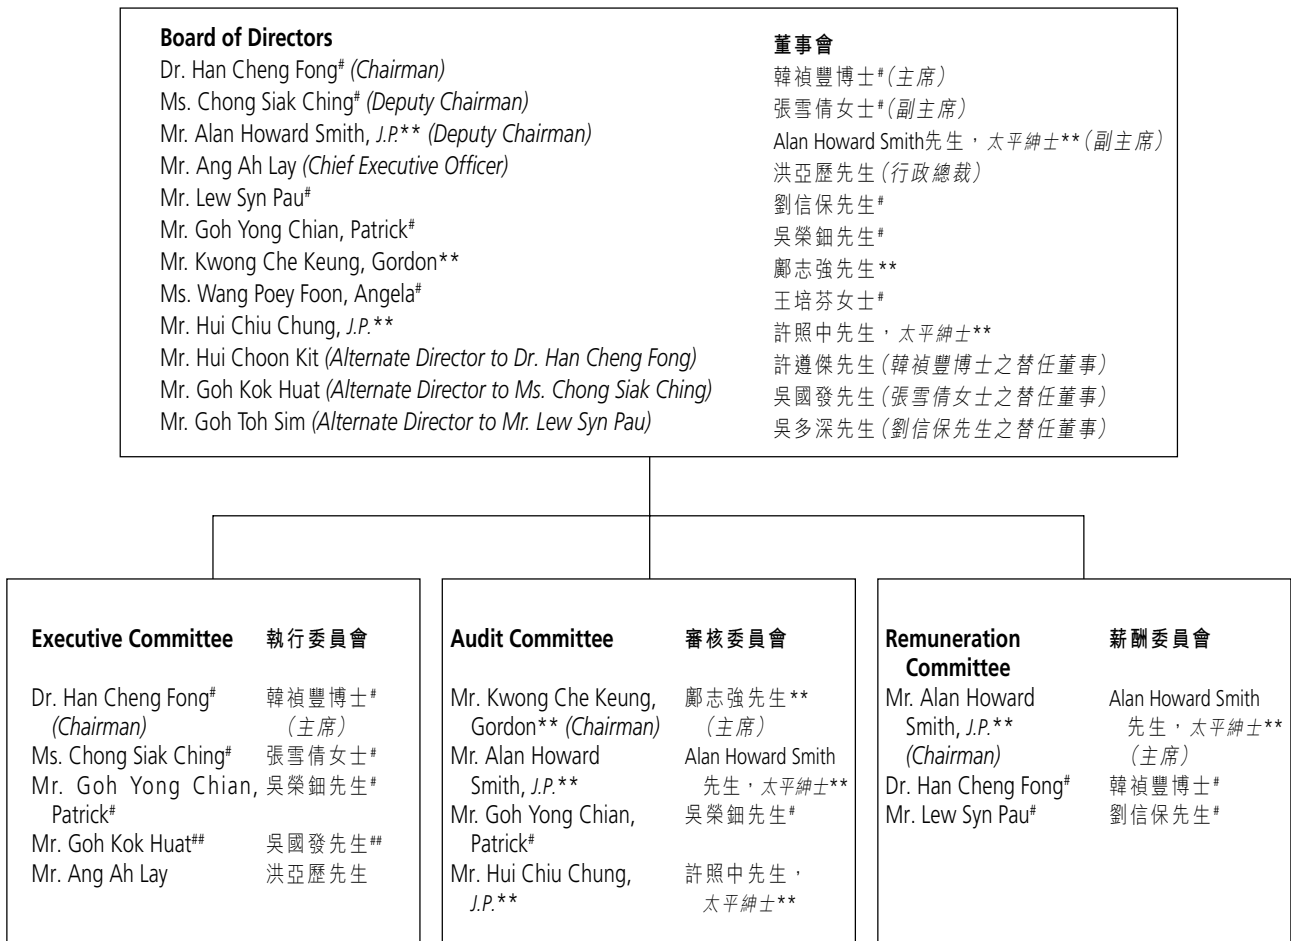 Board of Directors
Dr. Han Cheng Fong# (Chairman)
Ms. Chong Siak Ching# (Deputy Chairman)
Mr. Alan Howard Smith, J.P.** (Deputy Chairman)
Mr. Ang Ah Lay (Chief Executive Officer)
Mr. Lew Syn Pau#
Mr. Goh Yong Chian, Patrick#
Mr. Kwong Che Keung, Gordon**
Ms. Wang Poey Foon, Angela#
Mr. Hui Chiu Chung, J.P.**
Mr. Hui Choon Kit (Alternate Director to Dr. Han Cheng Fong)
Mr. Goh Kok Huat (Alternate Director to Ms. Chong Siak Ching)
Mr. Goh Toh Sim (Alternate Director to Mr. Lew Syn Pau)
董事會
韓禎豐博士#(主席)
張雪倩女士#(副主席)
Alan Howard Smith先生，太平紳士**(副主席)
洪亞歷先生(行政總裁)
劉信保先生#
吳榮鈿先生#
鄺志強先生**
王培芬女士#
許照中先生，太平紳士**
許遵傑先生(韓禎豐博士之替任董事)
吳國發先生(張雪倩女士之替任董事)
吳多深先生(劉信保先生之替任董事)
Executive Committee
Dr. Han Cheng Fong#
(Chairman)
Ms. Chong Siak Ching#
Mr. Goh Yong Chian,
Patrick#
Mr. Goh Kok Huat##
Mr. Ang Ah Lay
執行委員會
韓禎豐博士#
(主席)
張雪倩女士#
吳榮鈿先生#
吳國發先生##
洪亞歷先生
Audit Committee
Mr. Kwong Che Keung,
Gordon** (Chairman)
Mr. Alan Howard
Smith, J.P.**
Mr. Goh Yong Chian,
Patrick#
Mr. Hui Chiu Chung,
J.P.**
審核委員會
鄺志強先生**
(主席)
Alan Howard Smith
先生，太平紳士**
吳榮鈿先生#
許照中先生，
太平紳士**
Remuneration
Committee
Mr. Alan Howard
Smith, J.P.**
(Chairman)
Dr. Han Cheng Fong#
Mr. Lew Syn Pau#
薪酬委員會
Alan Howard Smith
先生，太平紳士**
(主席)
韓禎豐博士#
劉信保先生#